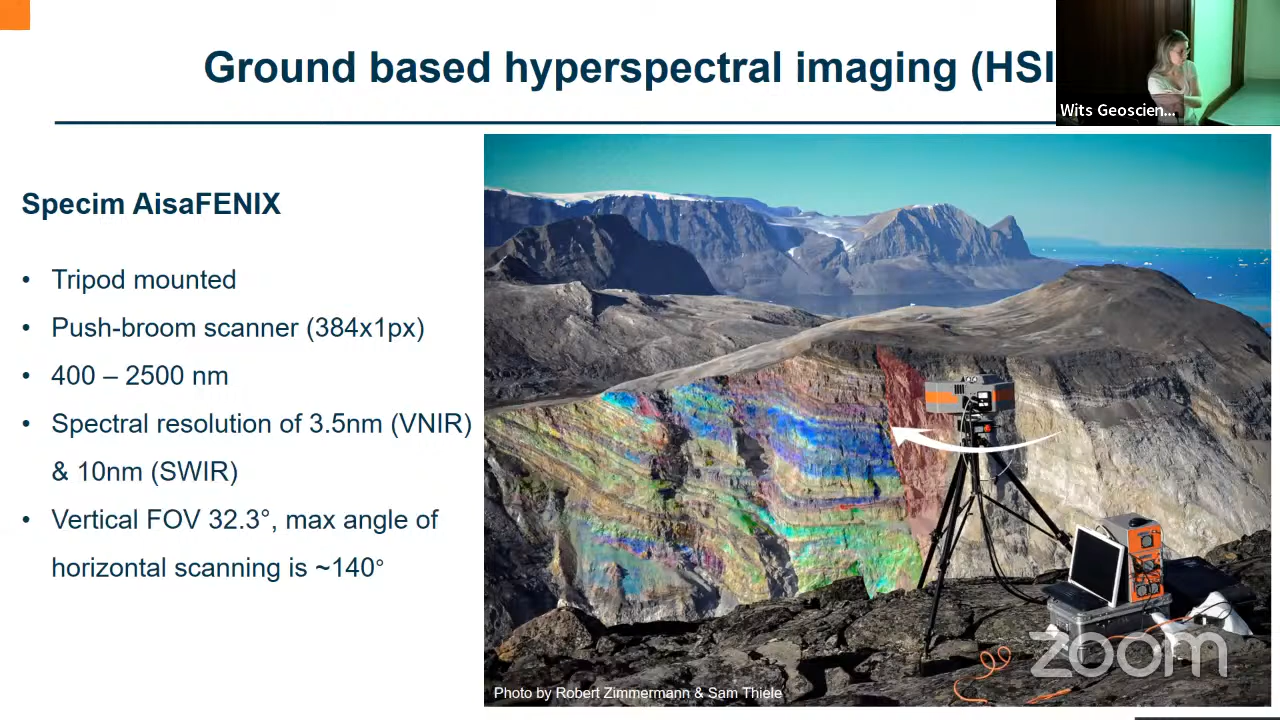 Ground based hyperspectral imaging (HSI
Wits Geoscien...
Specim AisaFENIX
• Tripod mounted
• Push-broom scanner (384x1px)
• 400 – 2500 nm
• Spectral resolution of 3.5nm (VNIR)
& 10nm (SWIR)
• Vertical FOV 32.3°, max angle of
horizontal scanning is ~140°
Photo by Robert Zimmermann & Sam Thiele
zoom